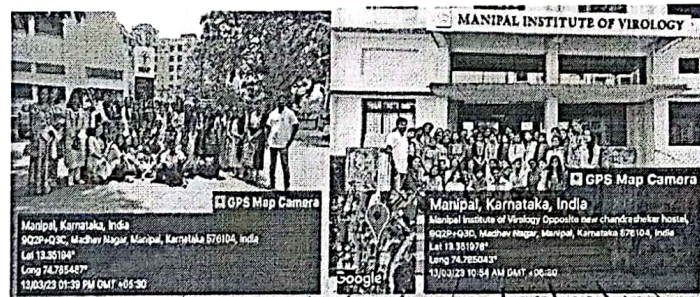 GPS Map Camera
Manipal, Karnataka, India
9Q2P+Q3C, Madhav Nagar, Manipal, Karnataka 576104, India
Lat 13.35194°
Long 74.785487°
13/03/23 01:39 PM GMT +05:30
MANIPAL INSTITUTE OF VIROLOGY
GPS Map Camera
Manipal, Karnataka, India
Manipal Institute of Virology Opposite new chandrashekar hostel,
9Q2P+Q3D, Madhav Nagar, Manipal, Karnataka 576104, India
Lat 13.351976°
Long 74.785043°
13/03/23 10:54 AM GMT +05:30
Google